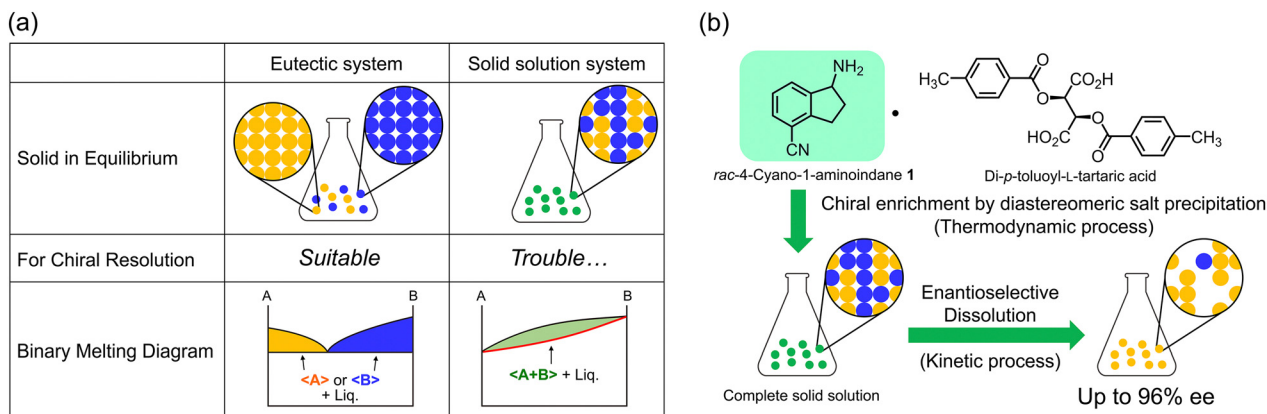 (a)
Eutectic system
Solid solution system
Solid in Equilibrium
For Chiral Resolution
Suitable
Trouble...
Binary Melting Diagram
A
B
<A> or <B>
+ Liq.
A
B
<A+B> + Liq.
(b)
NH₂
CN
rac-4-Cyano-1-aminoindane 1
•
H₃C
O
O
CO₂H
HO₂C
O
O
CH₃
Di-p-toluoyl-L-tartaric acid
Chiral enrichment by diastereomeric salt precipitation
(Thermodynamic process)
Enantioselective
Dissolution
(Kinetic process)
Complete solid solution
Up to 96% ee